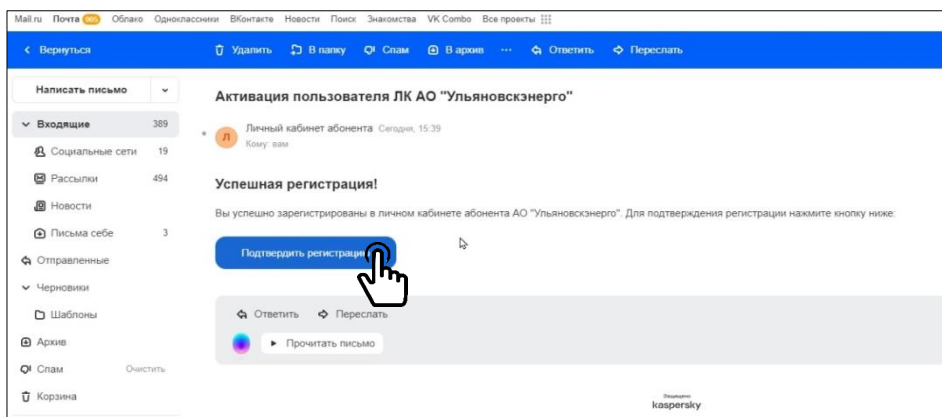 Mail.ru Почта 905 Облако Одноклассники ВКонтакте Новости Поиск Знакомства VK Combo Все проекты
Вернуться
Удалить В папку Спам В архив ··· Ответить Переслать
Написать письмо
Активация пользователя ЛК АО "Ульяновскэнерго"
Входящие 389
Л
Личный кабинет абонента Сегодня, 15:39
Кому: вам
Социальные сети 19
Рассылки 494
Новости
Письма себе 3
Отправленные
Черновики
Шаблоны
Архив
Спам Очистить
Корзина
Успешная регистрация!
Вы успешно зарегистрированы в личном кабинете абонента АО "Ульяновскэнерго". Для подтверждения регистрации нажмите кнопку ниже:
Подтвердить регистраци
Ответить Переслать
Прочитать письмо
Защищено
kaspersky